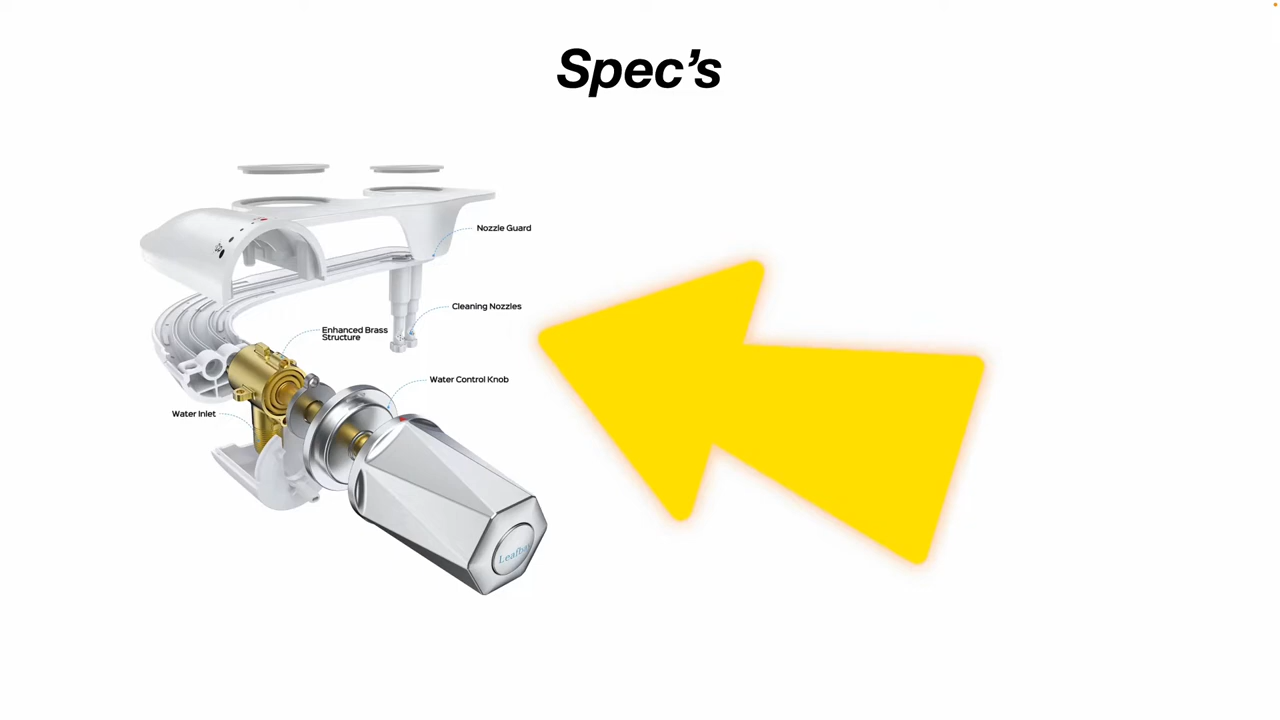 Spec's
Nozzle Guard
Cleaning Nozzles
Enhanced Brass
Structure
Water Control Knob
Water Inlet